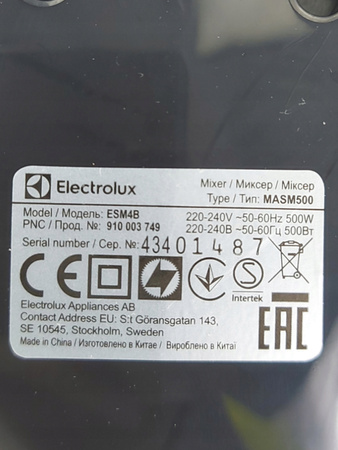 Electrolux
Mixer / Миксер / Міксер
Type / Тип: MASM500
Model / Модель: ESM4B
220-240V ~50-60Hz 500W
PNC / Прод. №: 910 003 749
220-240В ~50-60Гц 500Вт
Serial number / Сер. №: 43401487
CE
S
Intertek
EAC
Electrolux Appliances AB
Contact Address EU: S:t Göransgatan 143,
SE 10545, Stockholm, Sweden
Made in China / Изготовлено в Китае / Вироблено в Китаї